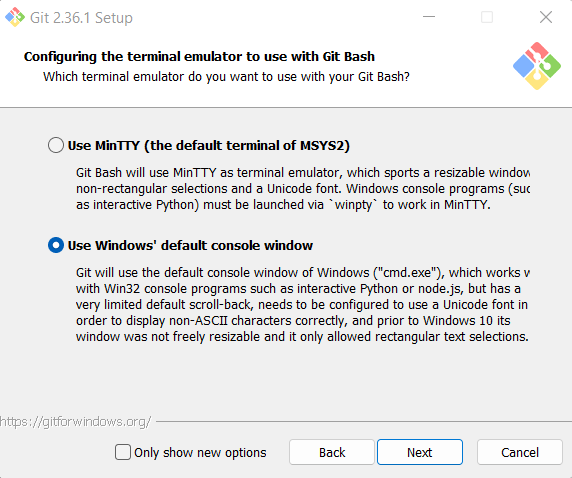 Git 2.36.1 Setup
Configuring the terminal emulator to use with Git Bash
Which terminal emulator do you want to use with your Git Bash?
Use MinTTY (the default terminal of MSYS2)
Git Bash will use MinTTY as terminal emulator, which sports a resizable window
non-rectangular selections and a Unicode font. Windows console programs (suc
as interactive Python) must be launched via `winpty` to work in MinTTY.
Use Windows' default console window
Git will use the default console window of Windows ("cmd.exe"), which works w
with Win32 console programs such as interactive Python or node.js, but has a
very limited default scroll-back, needs to be configured to use a Unicode font in
order to display non-ASCII characters correctly, and prior to Windows 10 its
window was not freely resizable and it only allowed rectangular text selections.
https://gitforwindows.org/
Only show new options
Back
Next
Cancel